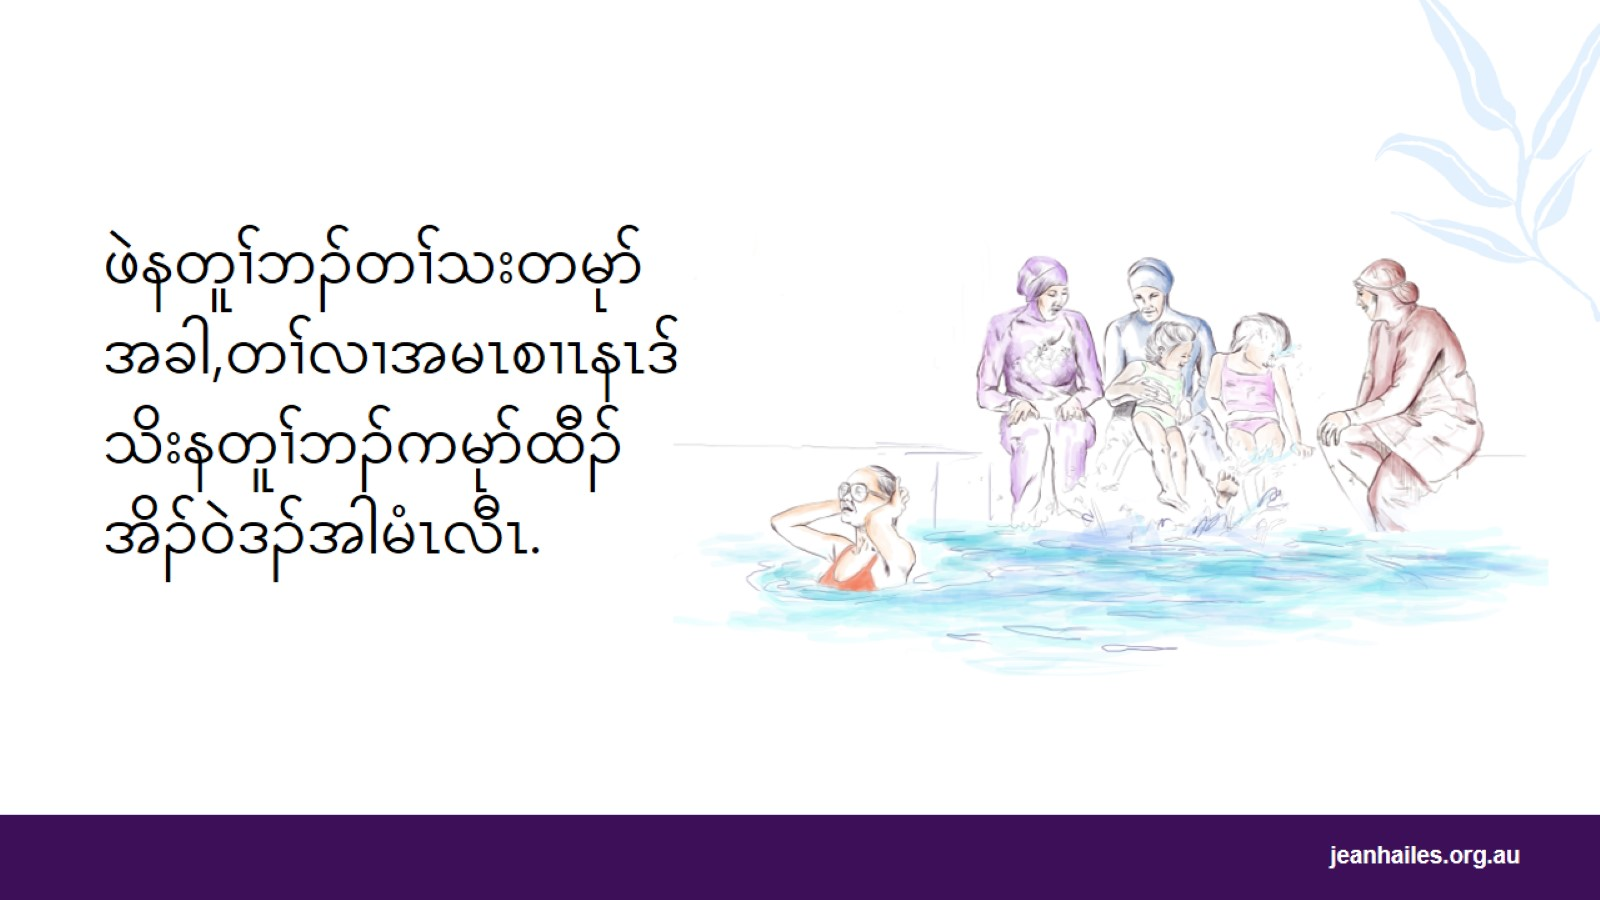 ဖဲနတူၢ်ဘၣ်တၢ်သးတမုာ်
အခါ,တၢ်လၢအမၤစၢၤနၤဒ်
သိးနတူၢ်ဘၣ်ကမုာ်ထီၣ်
အိၣ်ဝဲဒၣ်အါမံၤလီၤ.
jeanhailes.org.au